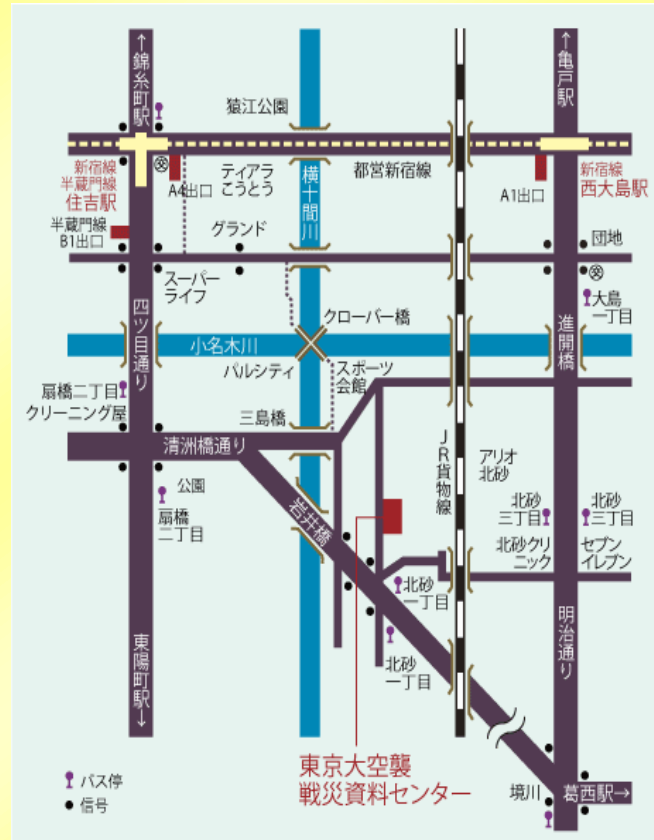 ↑錦糸町駅
↑亀戸駅
猿江公園
新宿線
半蔵門線
住吉駅
㊫
A4出口
ティアラ
こうとう
横十間川
都営新宿線
A1出口
新宿線
西大島駅
半蔵門線
B1出口
グランド
団地
㊫
スーパー
ライフ
大島
一丁目
四ツ目通り
クローバー橋
進開橋
小名木川
パルシティ
スポーツ
会館
扇橋二丁目
クリーニング屋
三島橋
清洲橋通り
JR貨物線
アリオ
北砂
公園
扇橋
二丁目
岩井橋
北砂
三丁目
北砂
三丁目
北砂クリ
ニック
セブン
イレブン
北砂
一丁目
明治通り
東陽町駅↓
北砂
一丁目
東京大空襲
戦災資料センター
バス停
信号
境川
葛西駅→